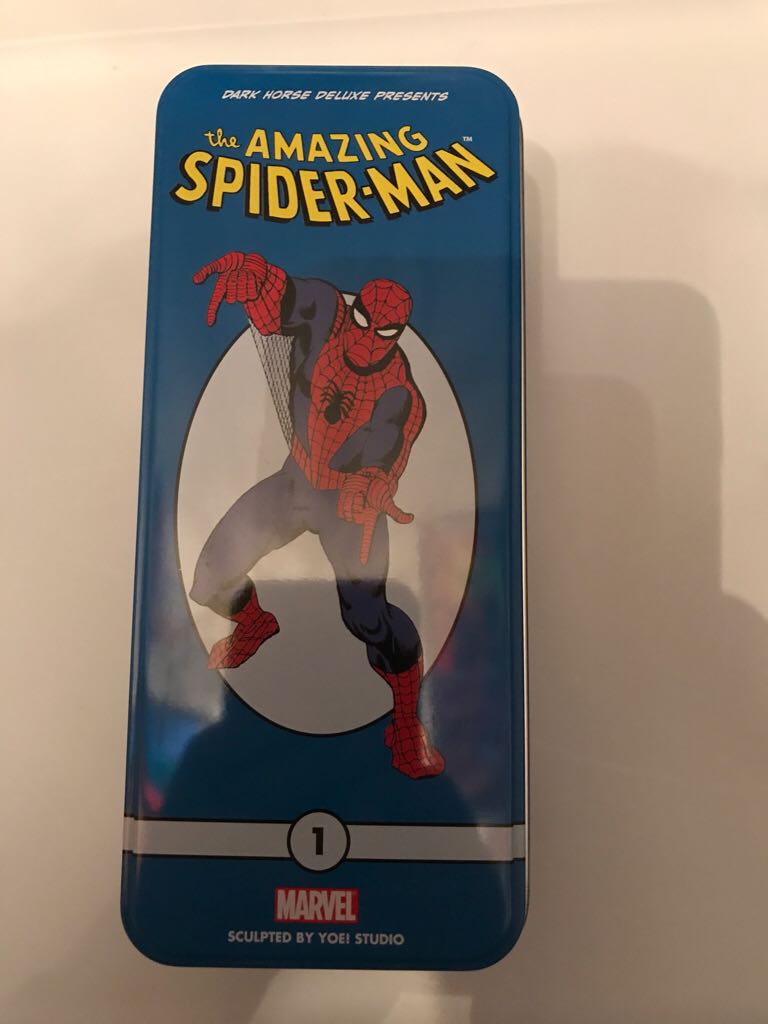 DARK HORSE DELUXE PRESENTS
the AMAZING
SPIDER-MAN™
1
MARVEL
SCULPTED BY YOE! STUDIO